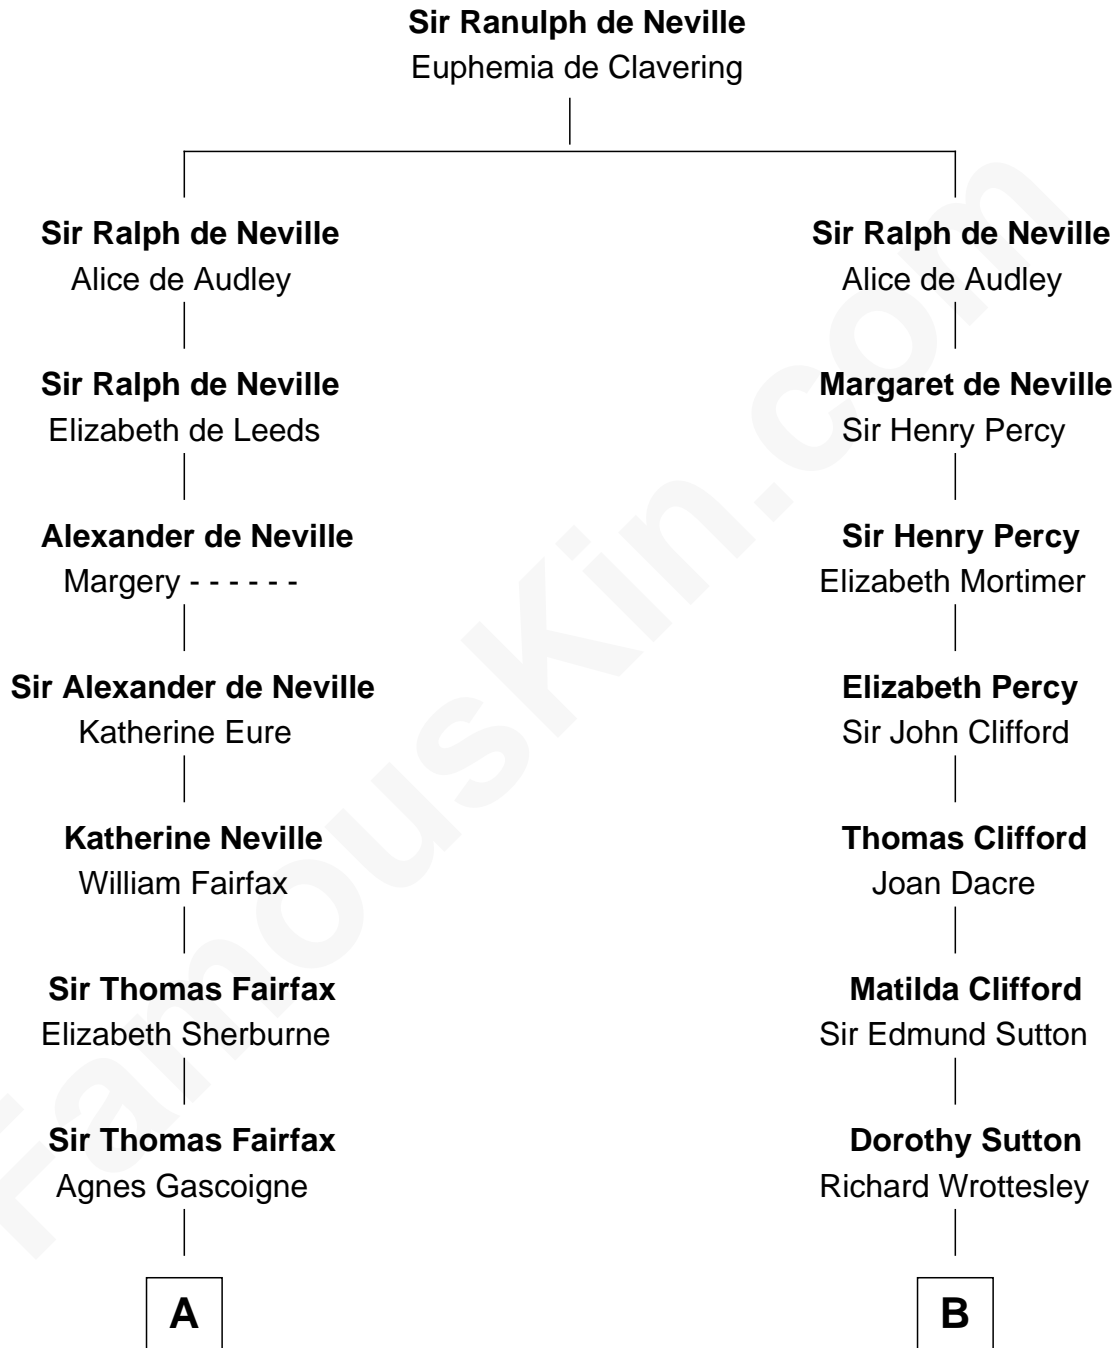 Sir Ranulph de Neville
Euphemia de Clavering
Sir Ralph de Neville
Alice de Audley
Sir Ralph de Neville
Elizabeth de Leeds
Alexander de Neville
Margery - - - - - -
Sir Alexander de Neville
Katherine Eure
Katherine Neville
William Fairfax
Sir Thomas Fairfax
Elizabeth Sherburne
Sir Thomas Fairfax
Agnes Gascoigne
A
Sir Ralph de Neville
Alice de Audley
Margaret de Neville
Sir Henry Percy
Sir Henry Percy
Elizabeth Mortimer
Elizabeth Percy
Sir John Clifford
Thomas Clifford
Joan Dacre
Matilda Clifford
Sir Edmund Sutton
Dorothy Sutton
Richard Wrottesley
B
FamousKin.com